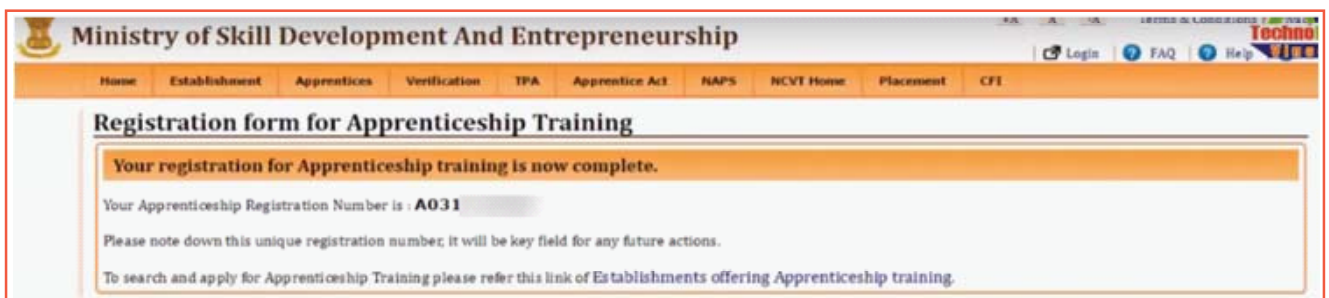 Ministry of Skill Development And Entrepreneurship
Login FAQ Help
Home Establishment Apprentices Verification TPA Apprentice Act NAPS NCVT Home Placement CFI
Registration form for Apprenticeship Training
Your registration for Apprenticeship training is now complete.
Your Apprenticeship Registration Number is : A031
Please note down this unique registration number, it will be key field for any future actions.
To search and apply for Apprenticeship Training please refer this link of Establishments offering Apprenticeship training.